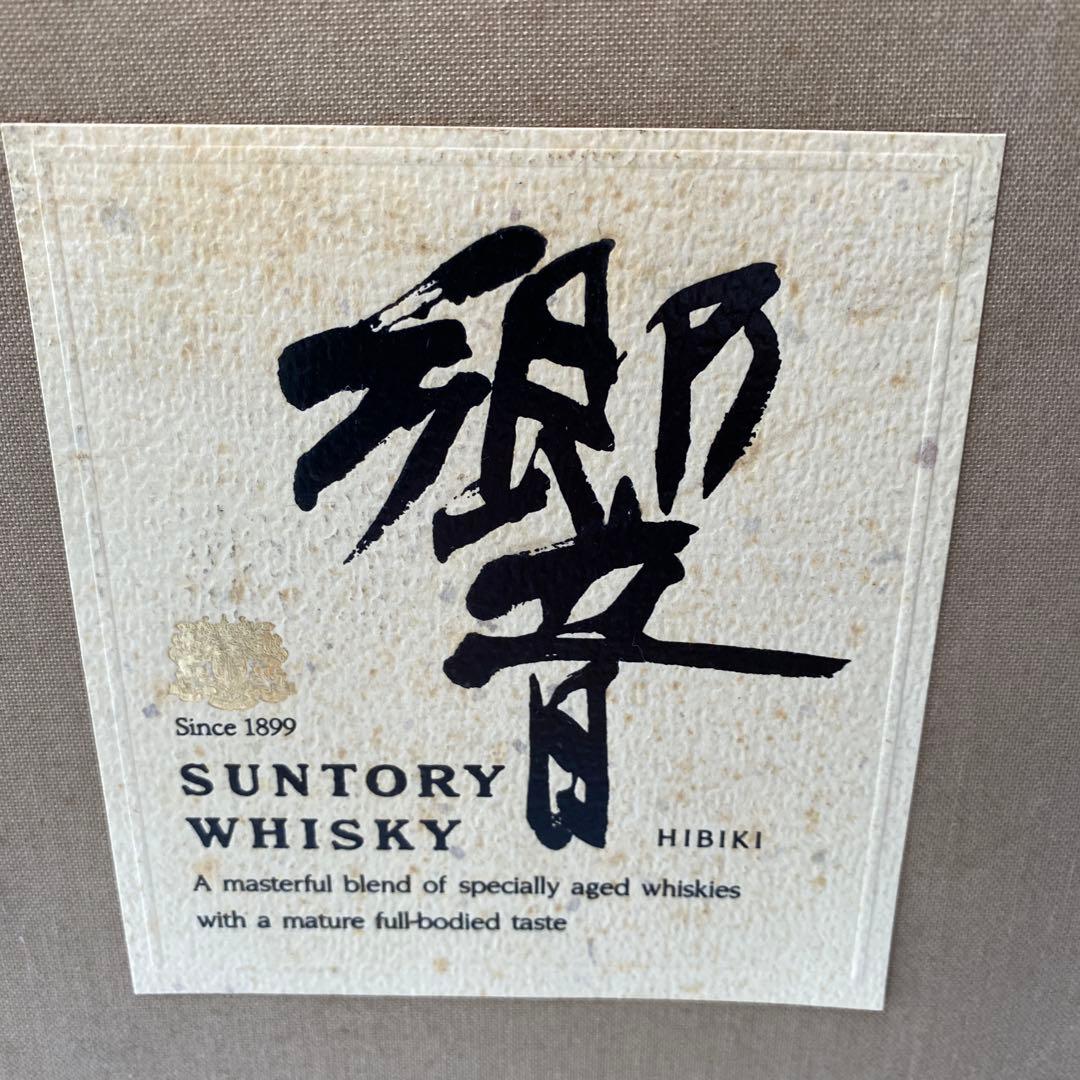 響
Since 1899
SUNTORY
WHISKY
HIBIKI
A masterful blend of specially aged whiskies
with a mature full-bodied taste